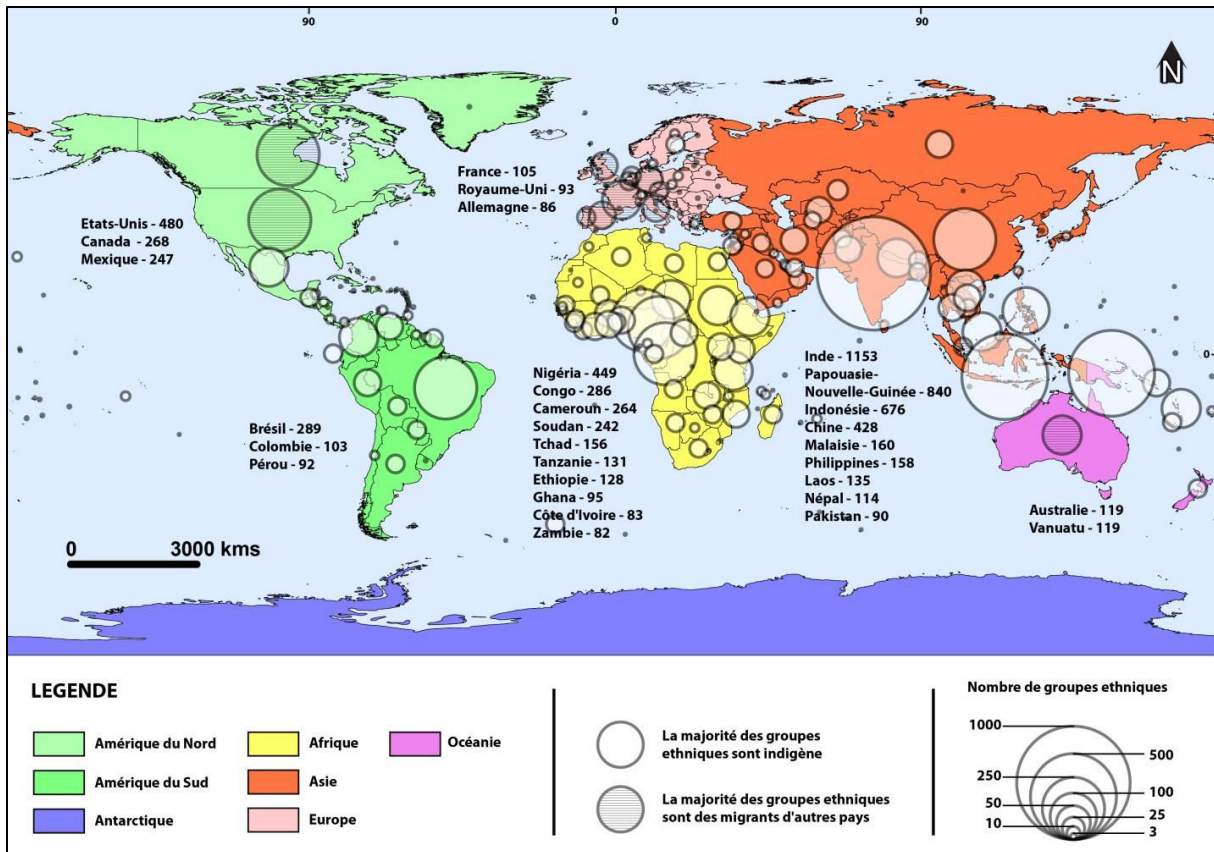 90
0
90
N
France - 105
Royaume-Uni - 93
Allemagne - 86
Etats-Unis - 480
Canada - 268
Mexique - 247
0
Nigéria - 449
Congo - 286
Cameroun - 264
Soudan - 242
Tchad - 156
Tanzanie - 131
Ethiopie - 128
Ghana - 95
Côte d'Ivoire - 83
Zambie - 82
Inde - 1153
Papouasie-
Nouvelle-Guinée - 840
Indonésie - 676
Chine - 428
Malaisie - 160
Philippines - 158
Laos - 135
Népal - 114
Pakistan - 90
Brésil - 289
Colombie - 103
Pérou - 92
Australie - 119
Vanuatu - 119
0 3000 kms
LEGENDE
Amérique du Nord
Amérique du Sud
Antarctique
Afrique
Asie
Europe
Océanie
La majorité des groupes
ethniques sont indigène
La majorité des groupes ethniques
sont des migrants d'autres pays
Nombre de groupes ethniques
1000
500
250
100
50
25
10
3